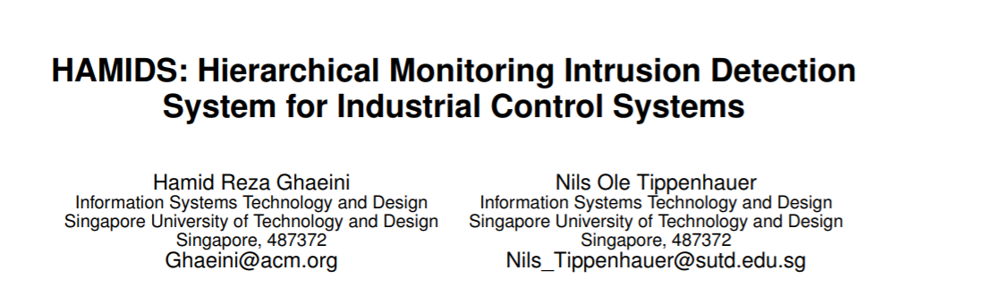 HAMIDS: Hierarchical Monitoring Intrusion Detection
System for Industrial Control Systems
Hamid Reza Ghaeini
Information Systems Technology and Design
Singapore University of Technology and Design
Singapore, 487372
Ghaeini@acm.org
Nils Ole Tippenhauer
Information Systems Technology and Design
Singapore University of Technology and Design
Singapore, 487372
Nils_Tippenhauer@sutd.edu.sg